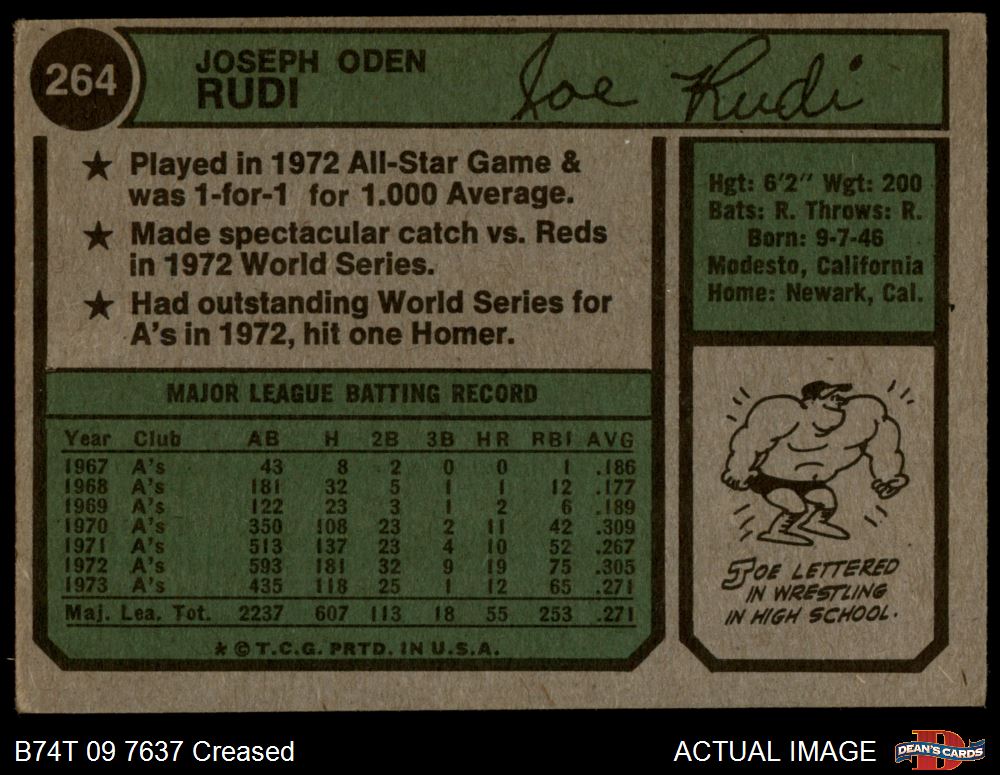 264
JOSEPH ODEN
RUDI
Joe Rudi
★ Played in 1972 All-Star Game &
was 1-for-1 for 1.000 Average.
★ Made spectacular catch vs. Reds
in 1972 World Series.
★ Had outstanding World Series for
A's in 1972, hit one Homer.
Hgt: 6'2" Wgt: 200
Bats: R. Throws: R.
Born: 9-7-46
Modesto, California
Home: Newark, Cal.
MAJOR LEAGUE BATTING RECORD
Year Club AB H 2B 3B HR RBI AVG
1967 A's 43 8 2 0 0 1 .186
1968 A's 181 32 5 1 1 12 .177
1969 A's 122 23 3 1 2 6 .189
1970 A's 350 108 23 2 11 42 .309
1971 A's 513 137 23 4 10 52 .267
1972 A's 593 181 32 9 19 75 .305
1973 A's 435 118 25 1 12 65 .271
Maj. Lea. Tot. 2237 607 113 18 55 253 .271
* © T.C.G. PRTD. IN U.S.A.
JOE LETTERED
IN WRESTLING
IN HIGH SCHOOL.
B74T 09 7637 Creased
ACTUAL IMAGE
DEAN'S CARDS